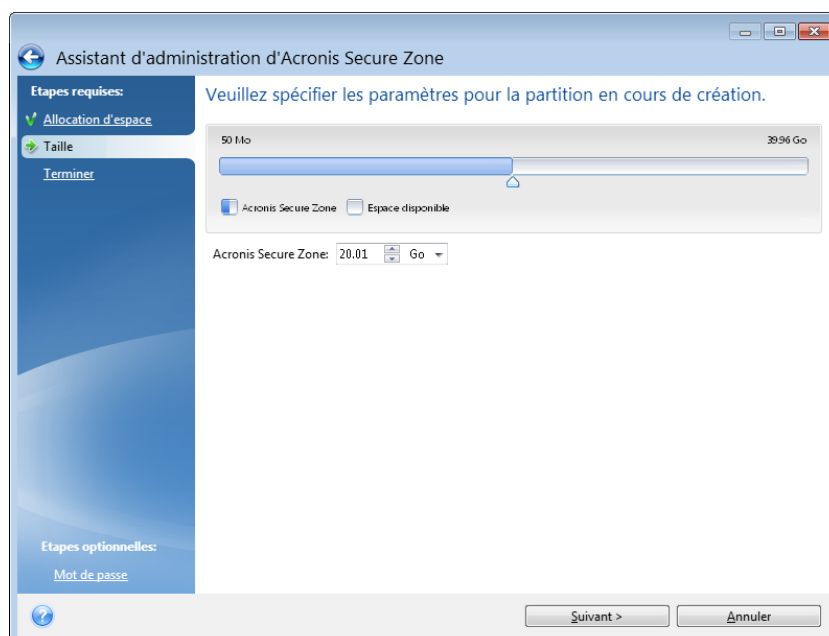 Assistant d'administration d'Acronis Secure Zone
Etapes requises:
Allocation d'espace
Taille
Terminer
Etapes optionnelles:
Mot de passe
Veuillez spécifier les paramètres pour la partition en cours de création.
50 Mo
39.96 Go
Acronis Secure Zone
Espace disponible
Acronis Secure Zone: 20.01 Go
Suivant >
Annuler